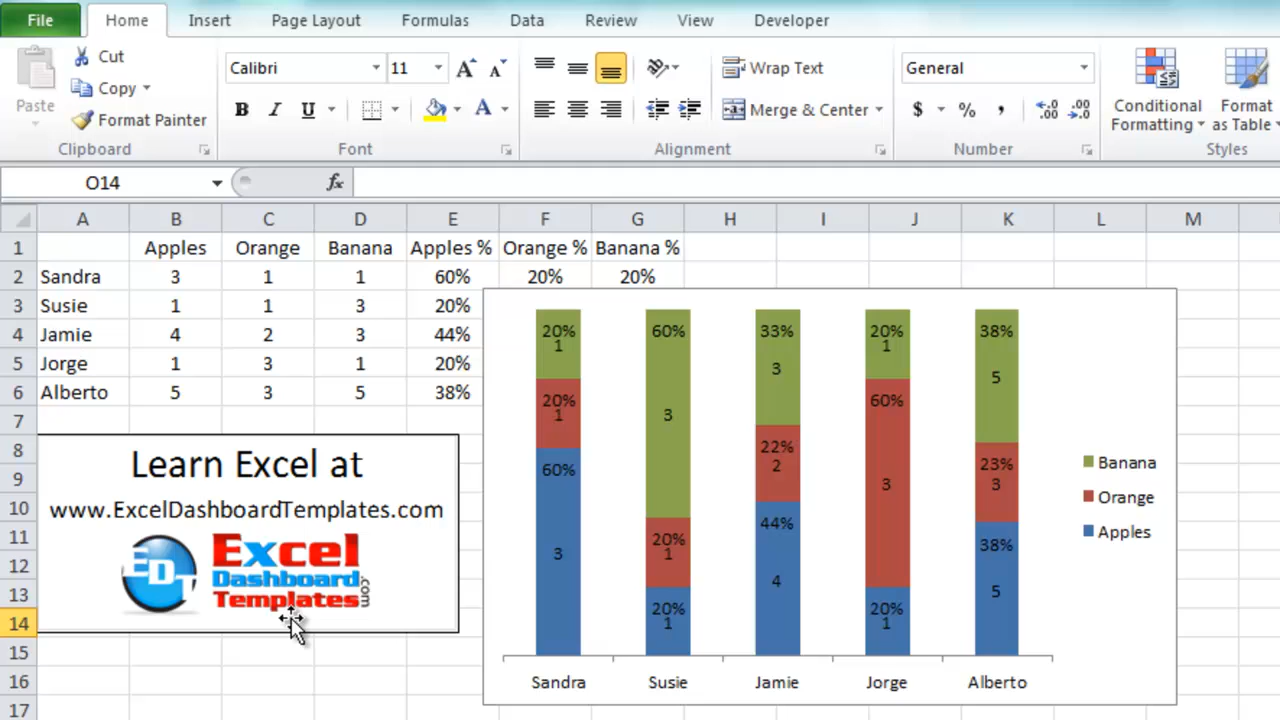 File Home Insert Page Layout Formulas Data Review View Developer
Cut
Copy
Paste
Format Painter
Calibri 11
B I U A
Wrap Text
Merge & Center
General
$ % ,
Conditional Formatting
Format as Table
Clipboard Font Alignment Number Styles
O14 fx
A B C D E F G H I J K L M
1 Apples Orange Banana Apples % Orange % Banana %
2 Sandra 3 1 1 60% 20% 20%
3 Susie 1 1 3 20%
4 Jamie 4 2 3 44%
5 Jorge 1 3 1 20%
6 Alberto 5 3 5 38%
7
8
9
10
11
12
13
14
15
16
17
Learn Excel at
www.ExcelDashboardTemplates.com
EDT
Excel
Dashboard
Templates
.com
20% 60% 33% 20% 38%
1 3 3 1 5
20% 20% 22% 60% 23%
1 1 2 3 3
60% 20% 44% 20% 38%
3 1 4 1 5
Banana
Orange
Apples
Sandra Susie Jamie Jorge Alberto